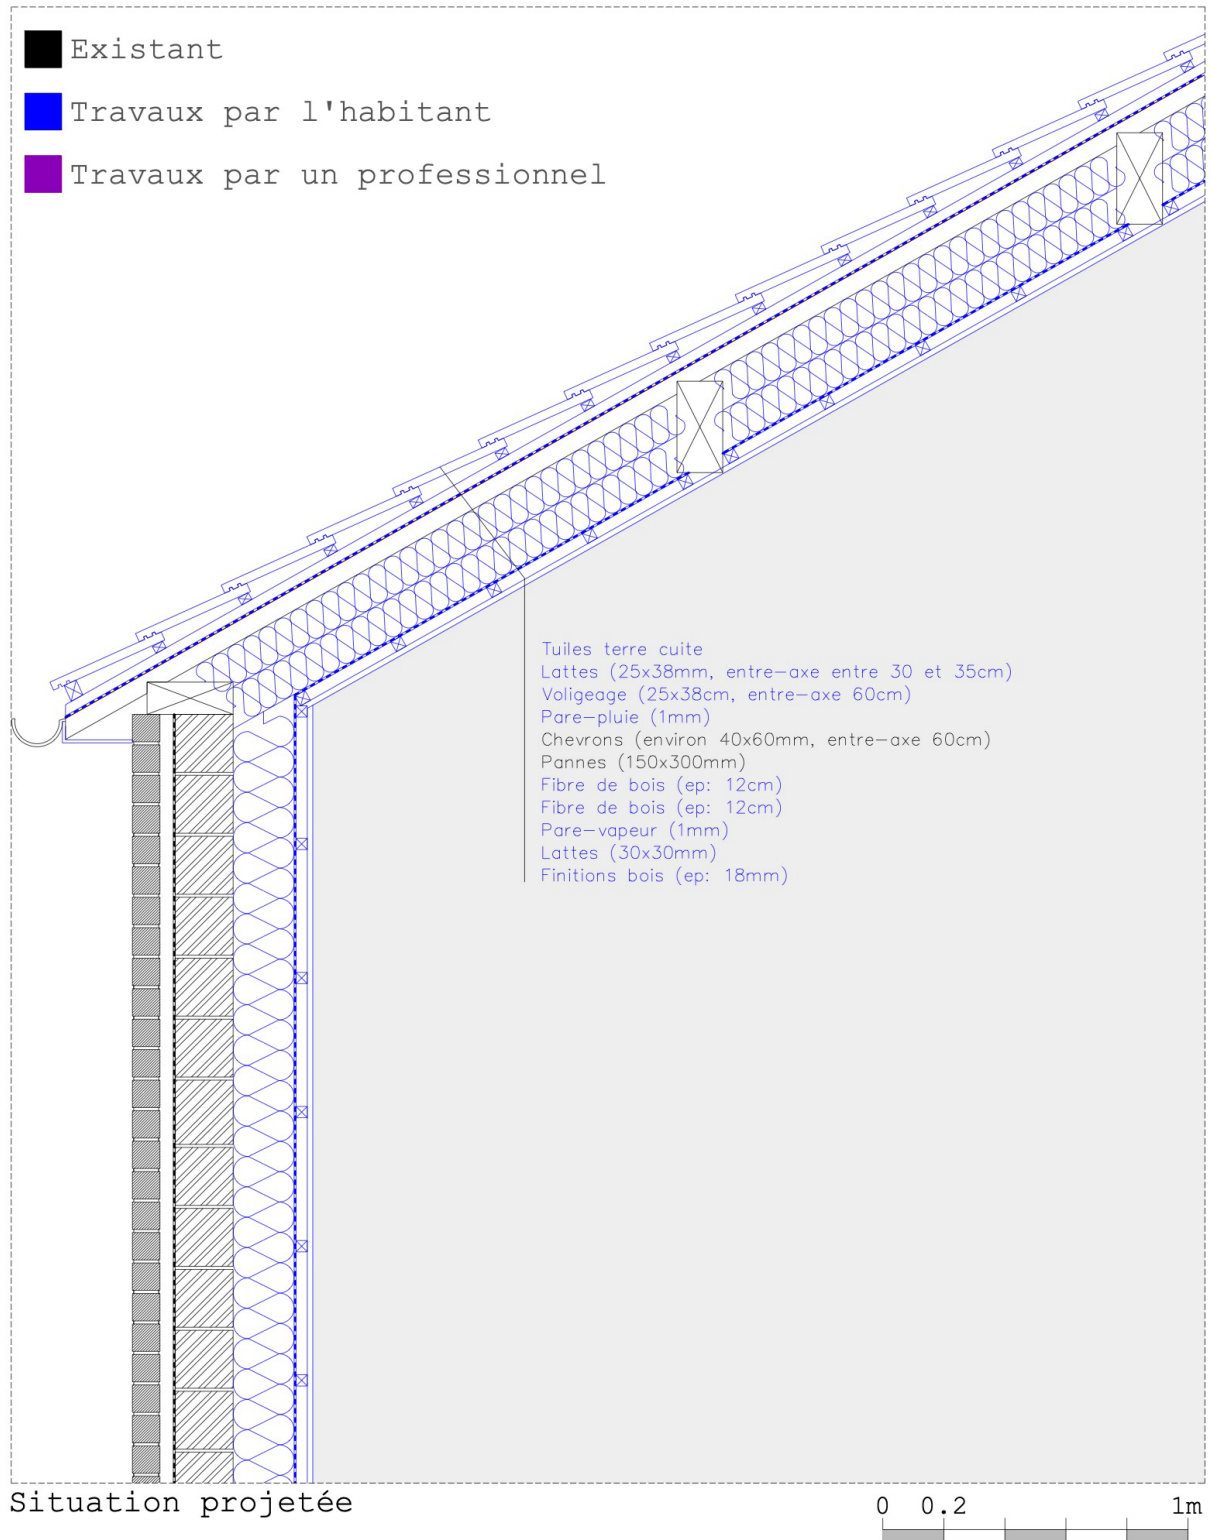 Existant
Travaux par l'habitant
Travaux par un professionnel
Tuiles terre cuite
Lattes (25x38mm, entre-axe entre 30 et 35cm)
Voligeage (25x38cm, entre-axe 60cm)
Pare-pluie (1mm)
Chevrons (environ 40x60mm, entre-axe 60cm)
Pannes (150x300mm)
Fibre de bois (ep: 12cm)
Fibre de bois (ep: 12cm)
Pare-vapeur (1mm)
Lattes (30x30mm)
Finitions bois (ep: 18mm)
Situation projetée
0 0.2 1m